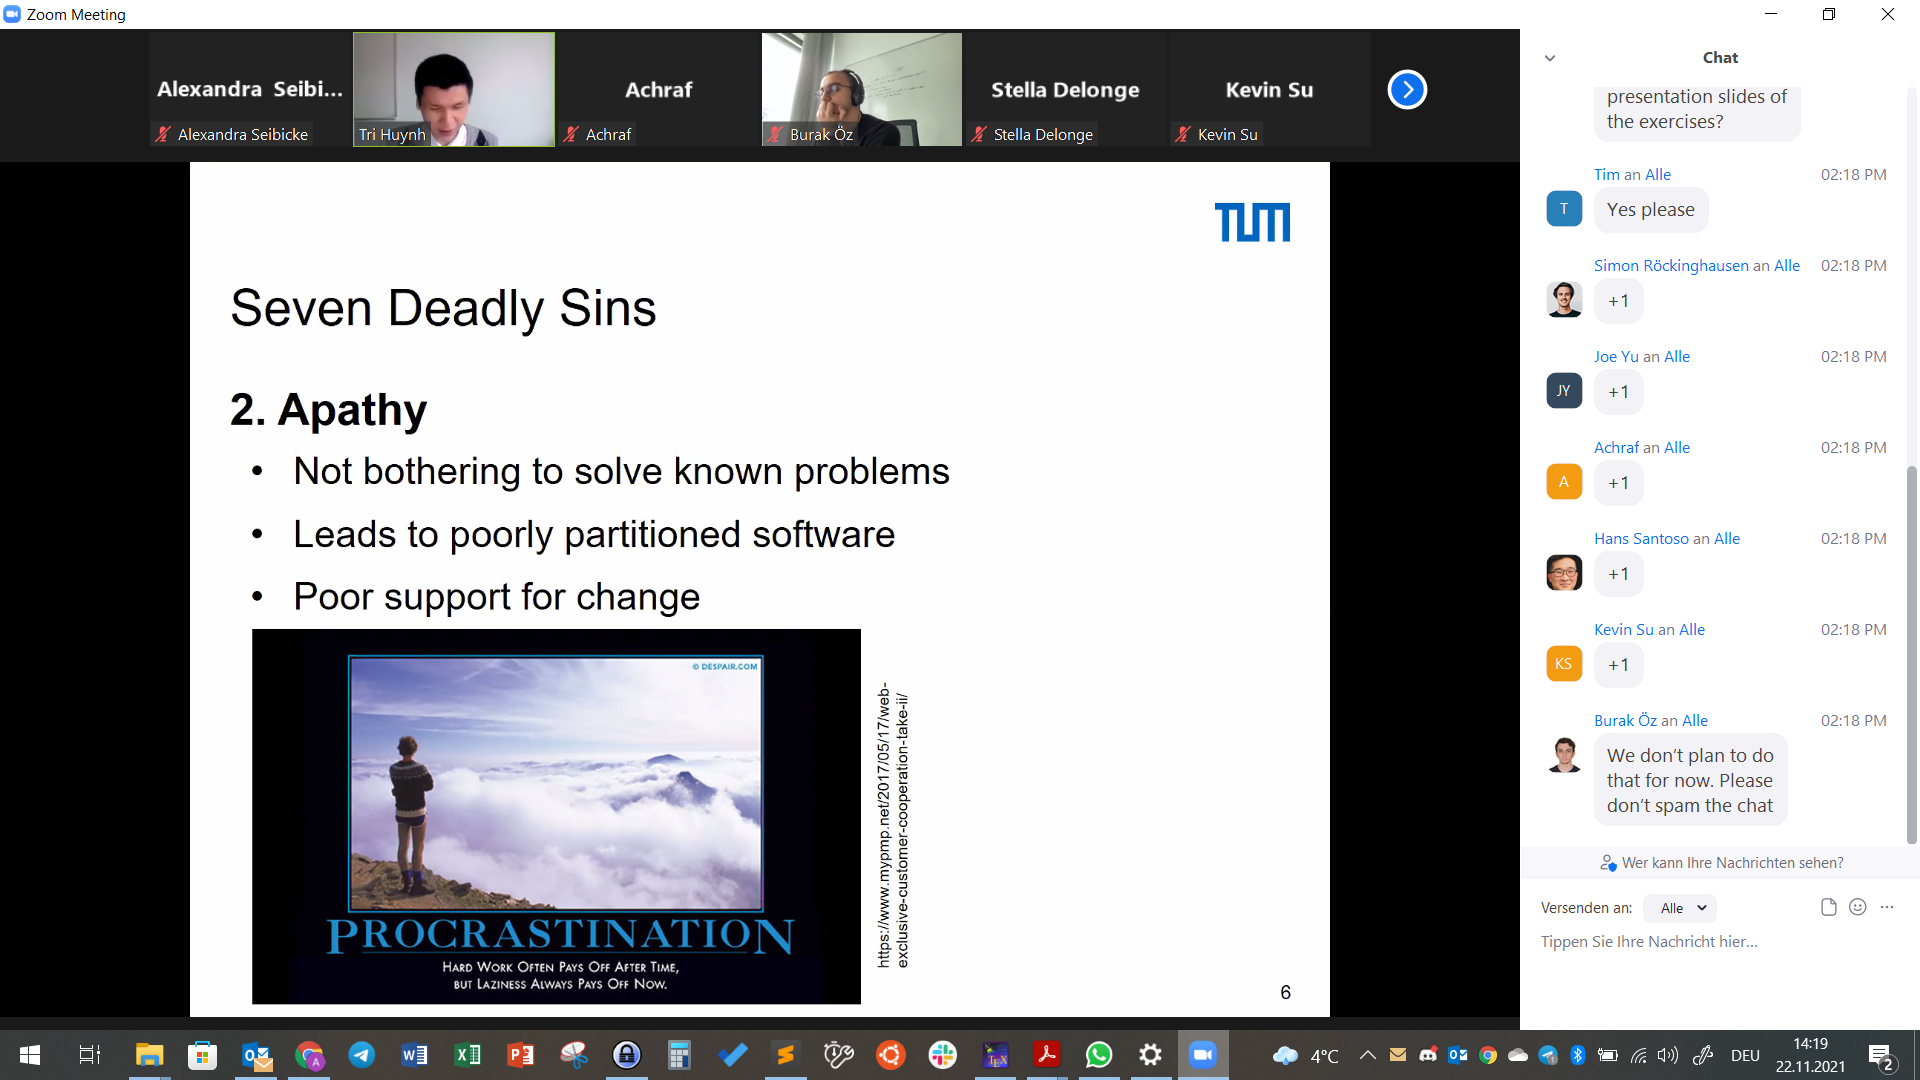 Zoom Meeting
Alexandra Seibi...
Alexandra Seibicke
Tri Huynh
Achraf
Achraf
Burak Öz
Stella Delonge
Stella Delonge
Kevin Su
Kevin Su
TUM
Seven Deadly Sins
2. Apathy
• Not bothering to solve known problems
• Leads to poorly partitioned software
• Poor support for change
© DESPAIR.COM
PROCRASTINATION
HARD WORK OFTEN PAYS OFF AFTER TIME,
BUT LAZINESS ALWAYS PAYS OFF NOW.
https://www.mypmp.net/2017/05/17/web-
exclusive-customer-cooperation-take-ii/
6
Chat
presentation slides of
the exercises?
Tim an Alle 02:18 PM
T
Yes please
Simon Röckinghausen an Alle 02:18 PM
+1
Joe Yu an Alle 02:18 PM
JY
+1
Achraf an Alle 02:18 PM
A
+1
Hans Santoso an Alle 02:18 PM
+1
Kevin Su an Alle 02:18 PM
KS
+1
Burak Öz an Alle 02:18 PM
We don't plan to do
that for now. Please
don't spam the chat
Wer kann Ihre Nachrichten sehen?
Versenden an: Alle
Tippen Sie Ihre Nachricht hier...
4°C
DEU
14:19
22.11.2021
2